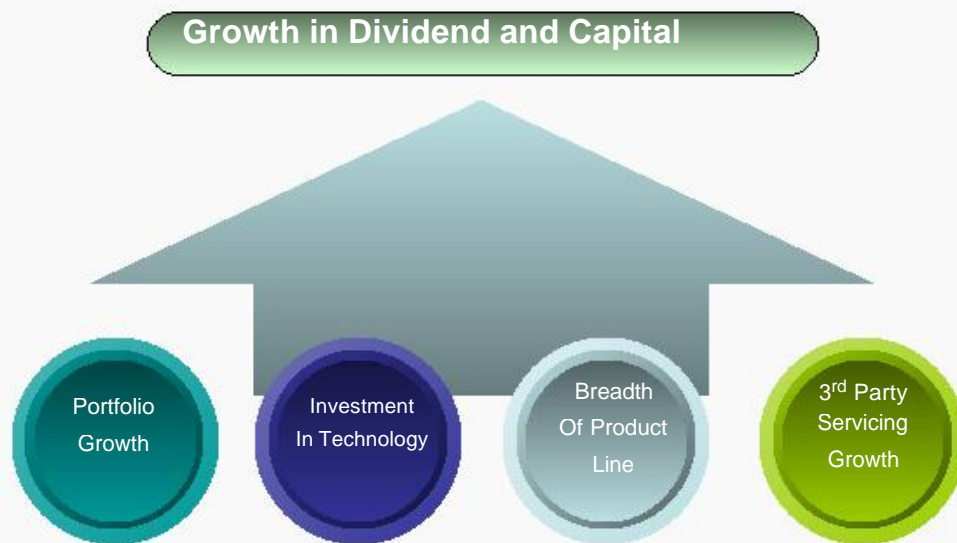 Growth in Dividend and Capital
Portfolio
Growth
Investment
In Technology
Breadth
Of Product
Line
3rd Party
Servicing
Growth